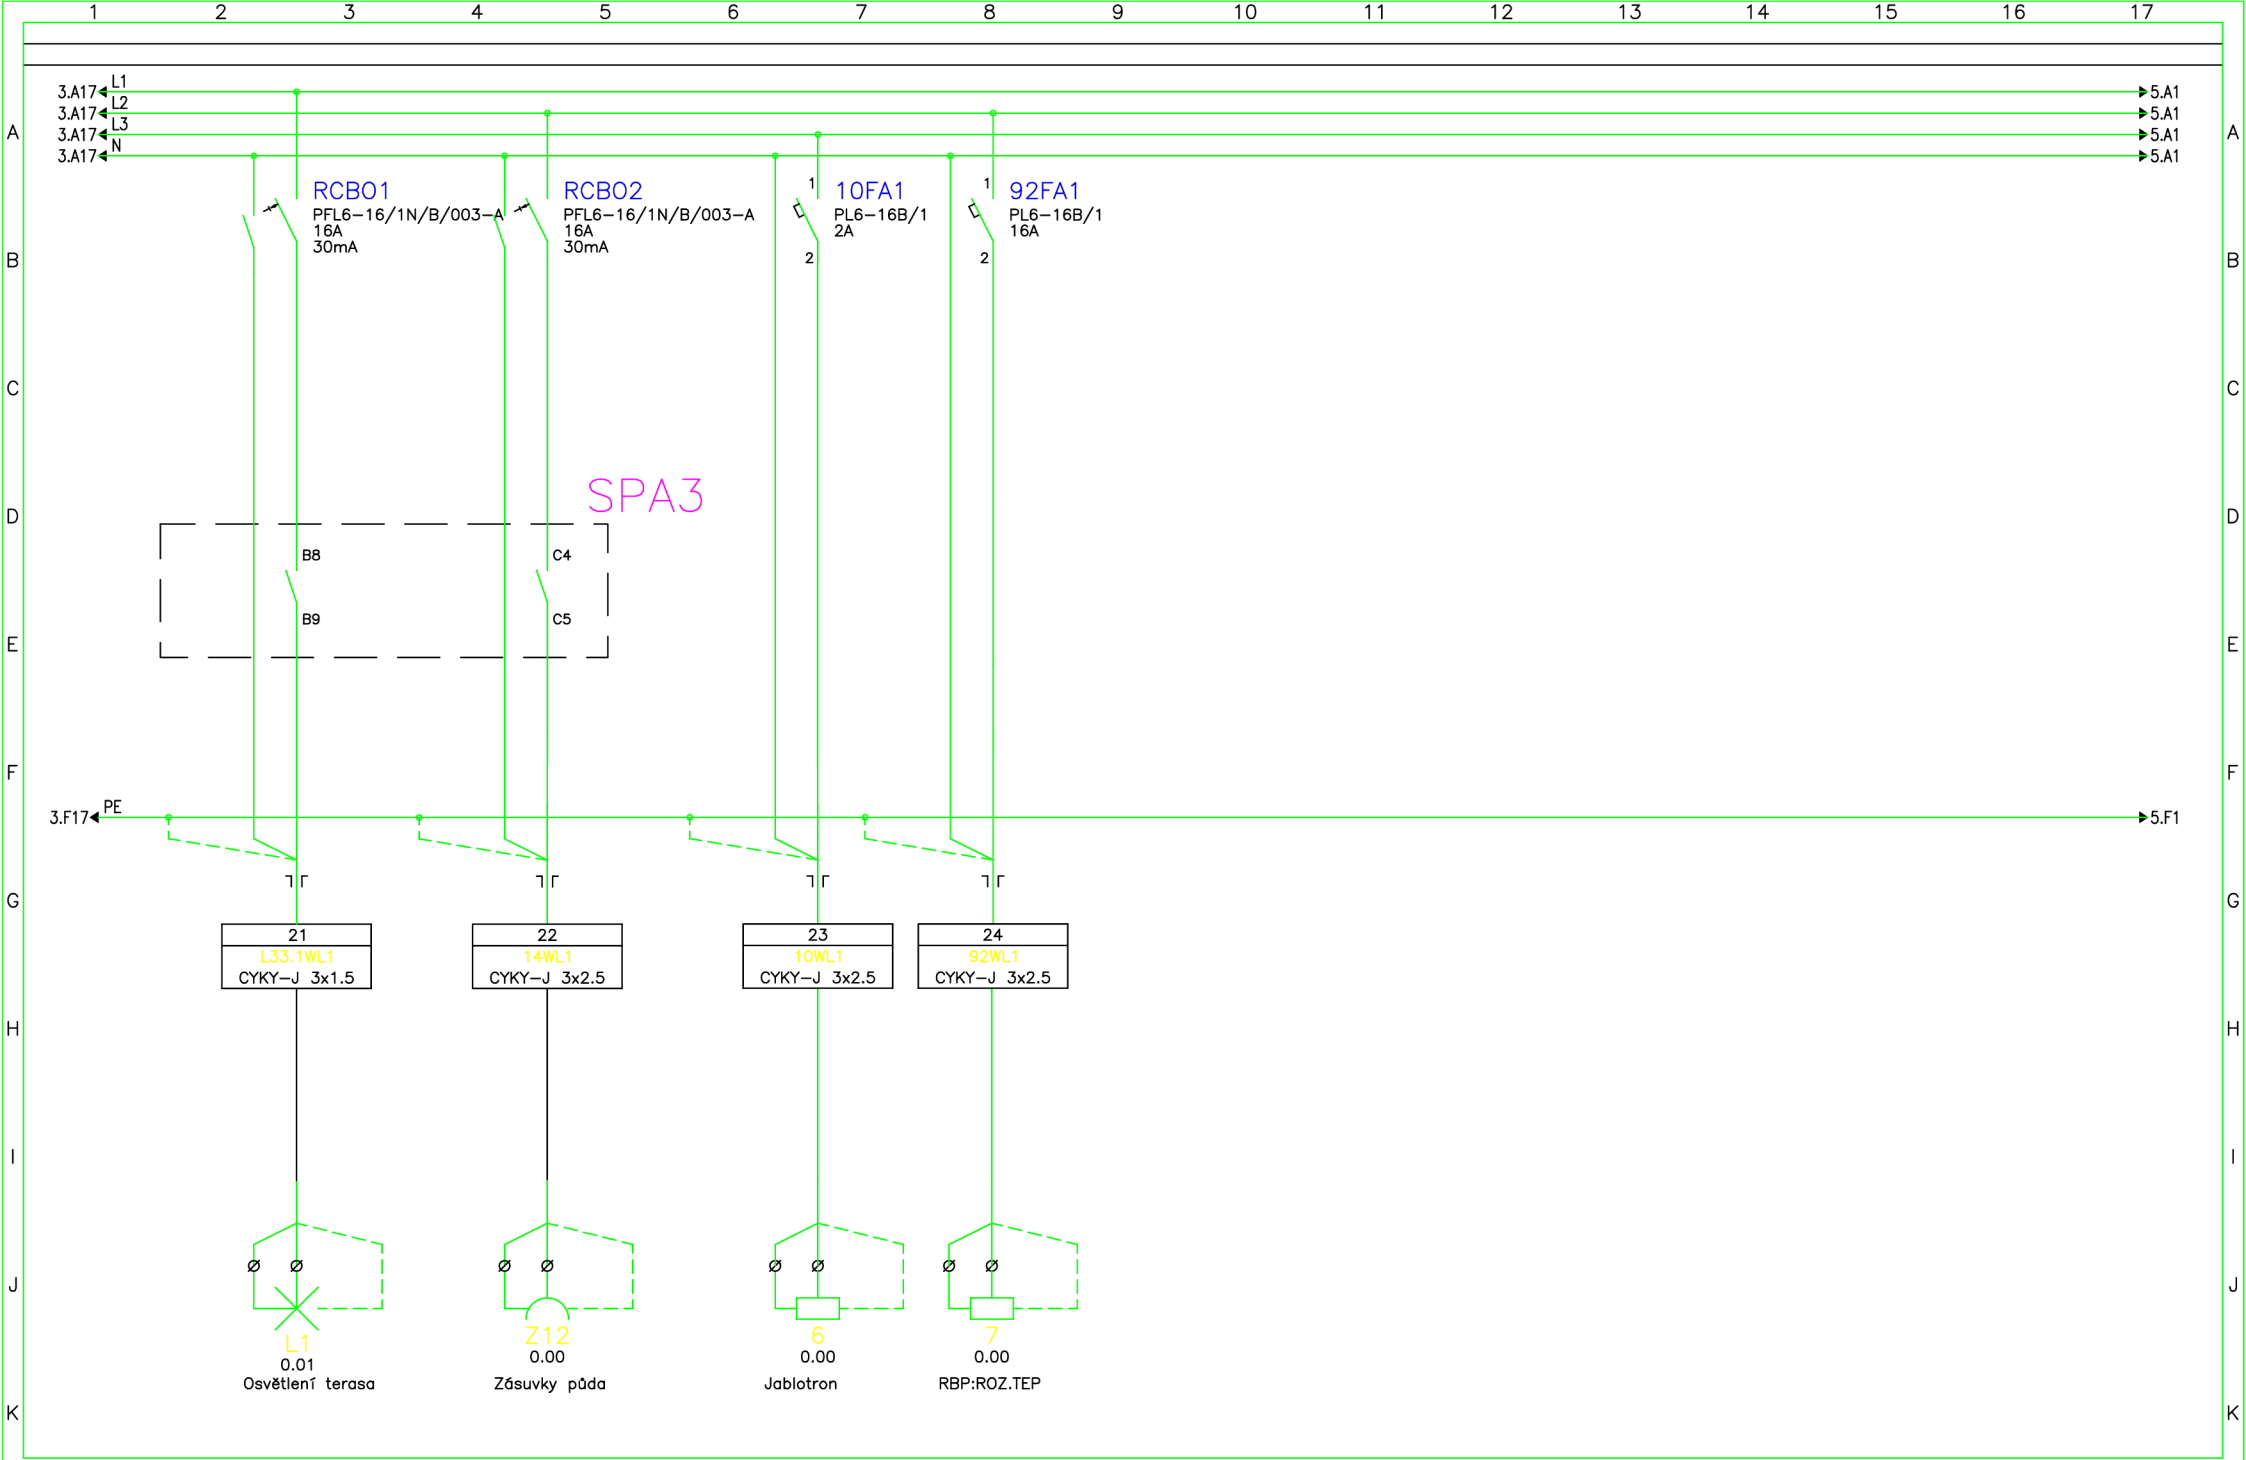 1 2 3 4 5 6 7 8 9 10 11 12 13 14 15 16 17
3.A17 L1 5.A1
3.A17 L2 5.A1
A 3.A17 L3 5.A1 A
3.A17 N 5.A1
1 1
RCBO1 RCBO2 10FA1 92FA1
PFL6-16/1N/B/003-A PFL6-16/1N/B/003-A PL6-16B/1 PL6-16B/1
16A 16A 2A 16A
30mA 30mA
B 2 2 B
C C
SPA3
D D
B8 C4
B9 C5
E E
F F
3.F17 PE 5.F1
G G
21 22 23 24
L33.1WL1 14WL1 10WL1 92WL1
CYKY-J 3x1.5 CYKY-J 3x2.5 CYKY-J 3x2.5 CYKY-J 3x2.5
H H
I I
J J
L1 Z12 6 7
0.01 0.00 0.00 0.00
Osvětlení terasa Zásuvky půda Jablotron RBP:ROZ.TEP
K K